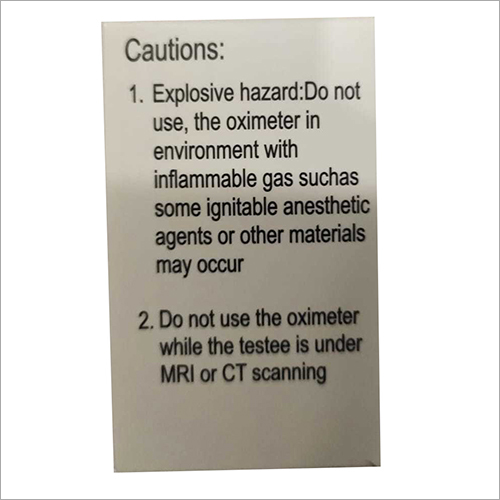 Cautions:
1. Explosive hazard:Do not
use, the oximeter in
environment with
inflammable gas suchas
some ignitable anesthetic
agents or other materials
may occur
2. Do not use the oximeter
while the testee is under
MRI or CT scanning